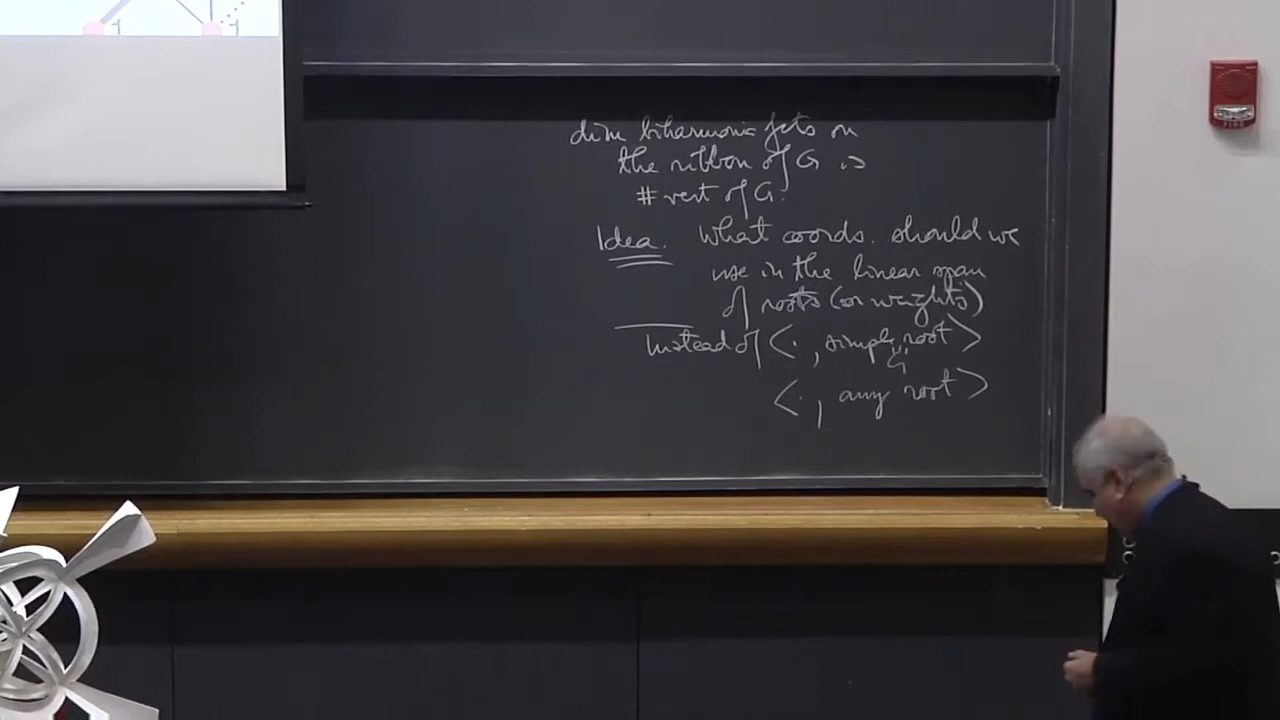 dim biharmonic fcts on
the ribbon of G is
# vert of G.
Idea. What coords. should we
use in the linear span
of roots (or weights)
Instead of <· , simple root>
G
<· , any root>
FIRE